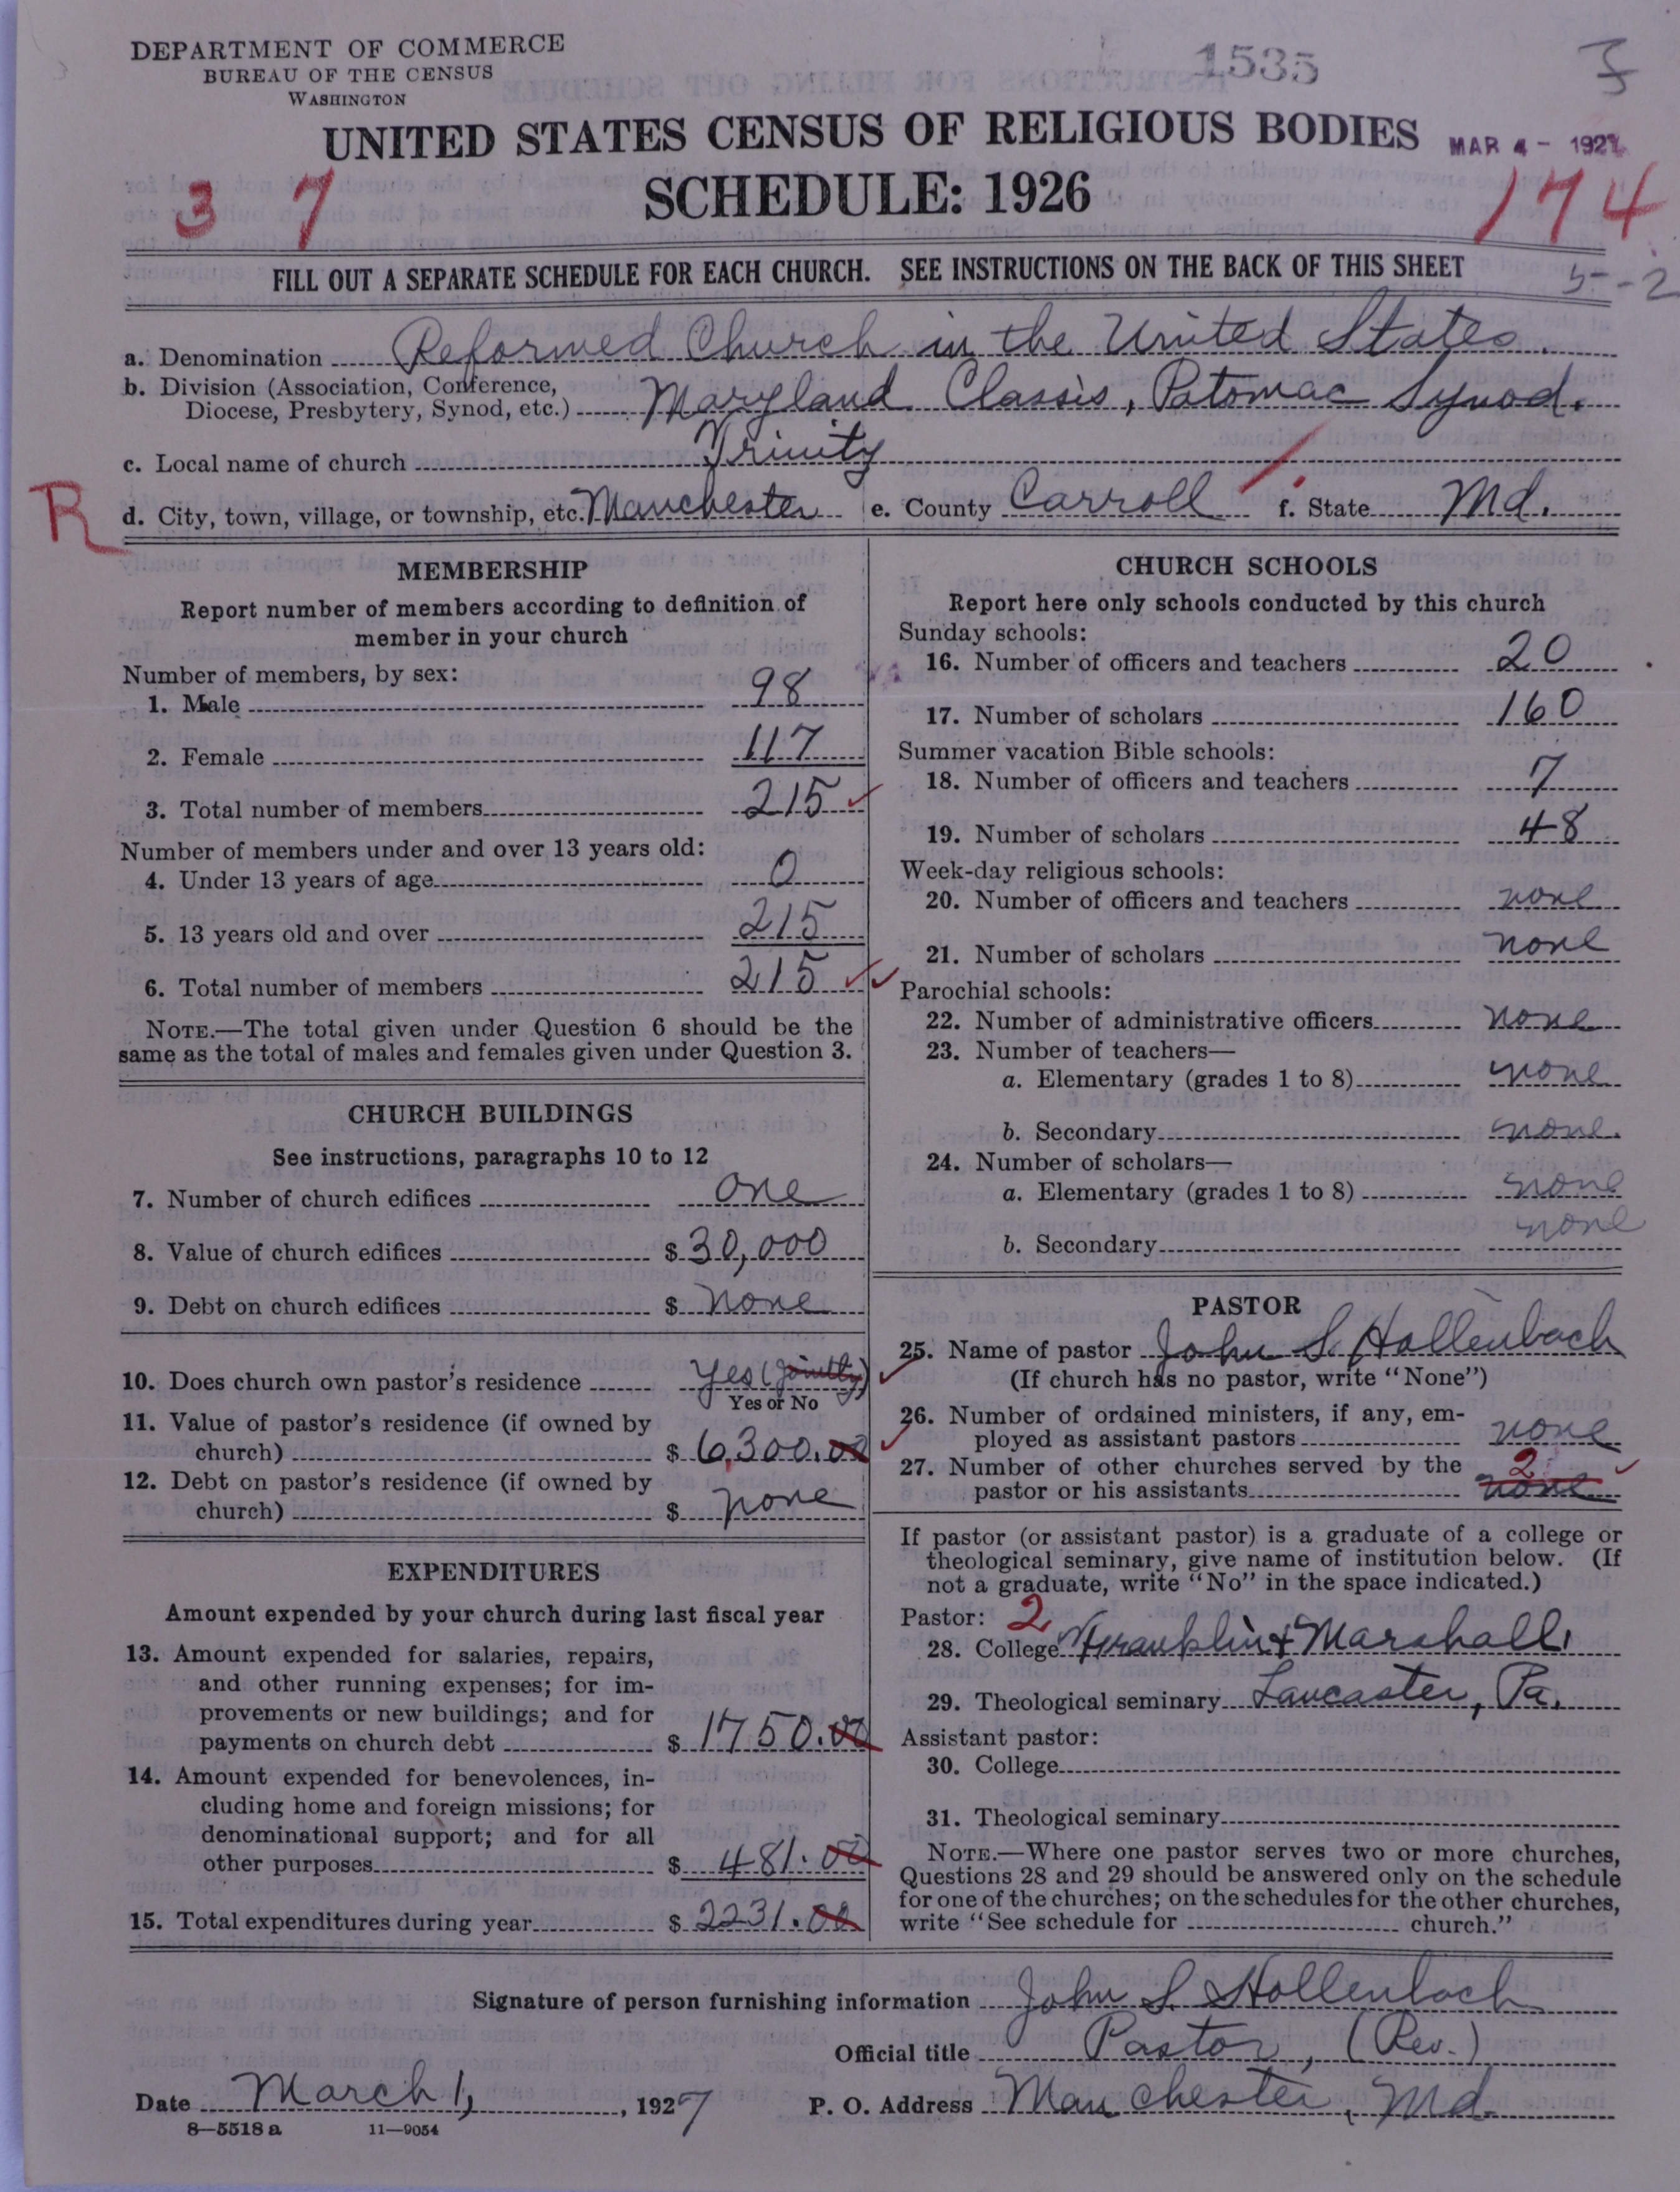 DEPARTMENT OF COMMERCE
BUREAU OF THE CENSUS
WASHINGTON
1535
UNITED STATES CENSUS OF RELIGIOUS BODIES
MAR 4 - 1927
3 7
SCHEDULE: 1926
174
FILL OUT A SEPARATE SCHEDULE FOR EACH CHURCH. SEE INSTRUCTIONS ON THE BACK OF THIS SHEET
5-2
a. Denomination Reformed Church in the United States.
b. Division (Association, Conference,
Diocese, Presbytery, Synod, etc.) Maryland Classis, Potomac Synod.
c. Local name of church Trinity
R
d. City, town, village, or township, etc. Manchester e. County Carroll f. State Md.
MEMBERSHIP
Report number of members according to definition of
member in your church
Number of members, by sex:
1. Male 98
2. Female 117
3. Total number of members 215
Number of members under and over 13 years old:
4. Under 13 years of age 0
5. 13 years old and over 215
6. Total number of members 215
NOTE.—The total given under Question 6 should be the
same as the total of males and females given under Question 3.
CHURCH BUILDINGS
See instructions, paragraphs 10 to 12
7. Number of church edifices one
8. Value of church edifices $ 30,000
9. Debt on church edifices $ none
10. Does church own pastor's residence Yes (jointly)
Yes or No
11. Value of pastor's residence (if owned by
church) $ 6,300.00
12. Debt on pastor's residence (if owned by
church) $ none
EXPENDITURES
Amount expended by your church during last fiscal year
13. Amount expended for salaries, repairs,
and other running expenses; for im-
provements or new buildings; and for
payments on church debt $ 1750.00
14. Amount expended for benevolences, in-
cluding home and foreign missions; for
denominational support; and for all
other purposes $ 481.00
15. Total expenditures during year $ 2231.00
CHURCH SCHOOLS
Report here only schools conducted by this church
Sunday schools:
16. Number of officers and teachers 20
17. Number of scholars 160
Summer vacation Bible schools:
18. Number of officers and teachers 7
19. Number of scholars 48
Week-day religious schools:
20. Number of officers and teachers none
21. Number of scholars none
Parochial schools:
22. Number of administrative officers none
23. Number of teachers—
a. Elementary (grades 1 to 8) none
b. Secondary none
24. Number of scholars—
a. Elementary (grades 1 to 8) none
b. Secondary none
PASTOR
25. Name of pastor John S. Hollenbach
(If church has no pastor, write "None")
26. Number of ordained ministers, if any, em-
ployed as assistant pastors none
27. Number of other churches served by the 2
pastor or his assistants none
If pastor (or assistant pastor) is a graduate of a college or
theological seminary, give name of institution below. (If
not a graduate, write "No" in the space indicated.)
Pastor: 2
28. College Franklin & Marshall
29. Theological seminary Lancaster, Pa.
Assistant pastor:
30. College
31. Theological seminary
NOTE.—Where one pastor serves two or more churches,
Questions 28 and 29 should be answered only on the schedule
for one of the churches; on the schedules for the other churches,
write "See schedule for church."
Signature of person furnishing information John S. Hollenbach
Official title Pastor, (Rev.)
Date March 1, 1927 P. O. Address Manchester, Md.
8—5518 a 11—9054